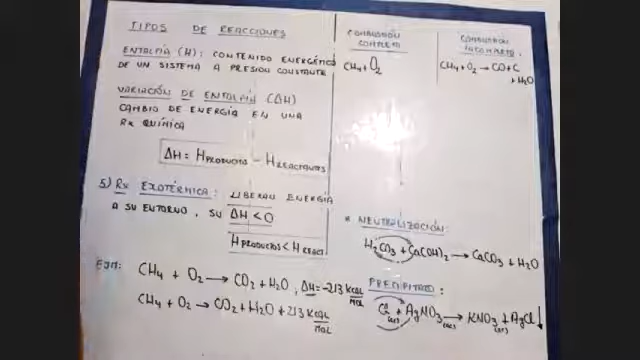 TIPOS DE REACCIONES
ENTALPÍA (H): CONTENIDO ENERGÉTICO
DE UN SISTEMA A PRESIÓN CONSTANTE
VARIACIÓN DE ENTALPÍA (ΔH)
CAMBIO DE ENERGÍA EN UNA
Rx QUÍMICA
ΔH = HPRODUCTOS - HREACTANTES
5) Rx EXOTÉRMICA: LIBERAN ENERGÍA
A SU ENTORNO, SU ΔH < 0
HPRODUCTOS < HREACT
EJM: CH4 + O2 → CO2 + H2O, ΔH = -213 KCAL/MOL
CH4 + O2 → CO2 + H2O + 213 KCAL/MOL
COMBUSTIÓN
COMPLETA
CH4 + O2
COMBUSTIÓN
INCOMPLETA.
CH4 + O2 → CO + C
+ H2O
* NEUTRALIZACIÓN:
H2CO3 + Ca(OH)2 → CaCO3 + H2O
PRECIPITADO:
+ AgNO3(ac) → KNO3(ac) + AgCl↓